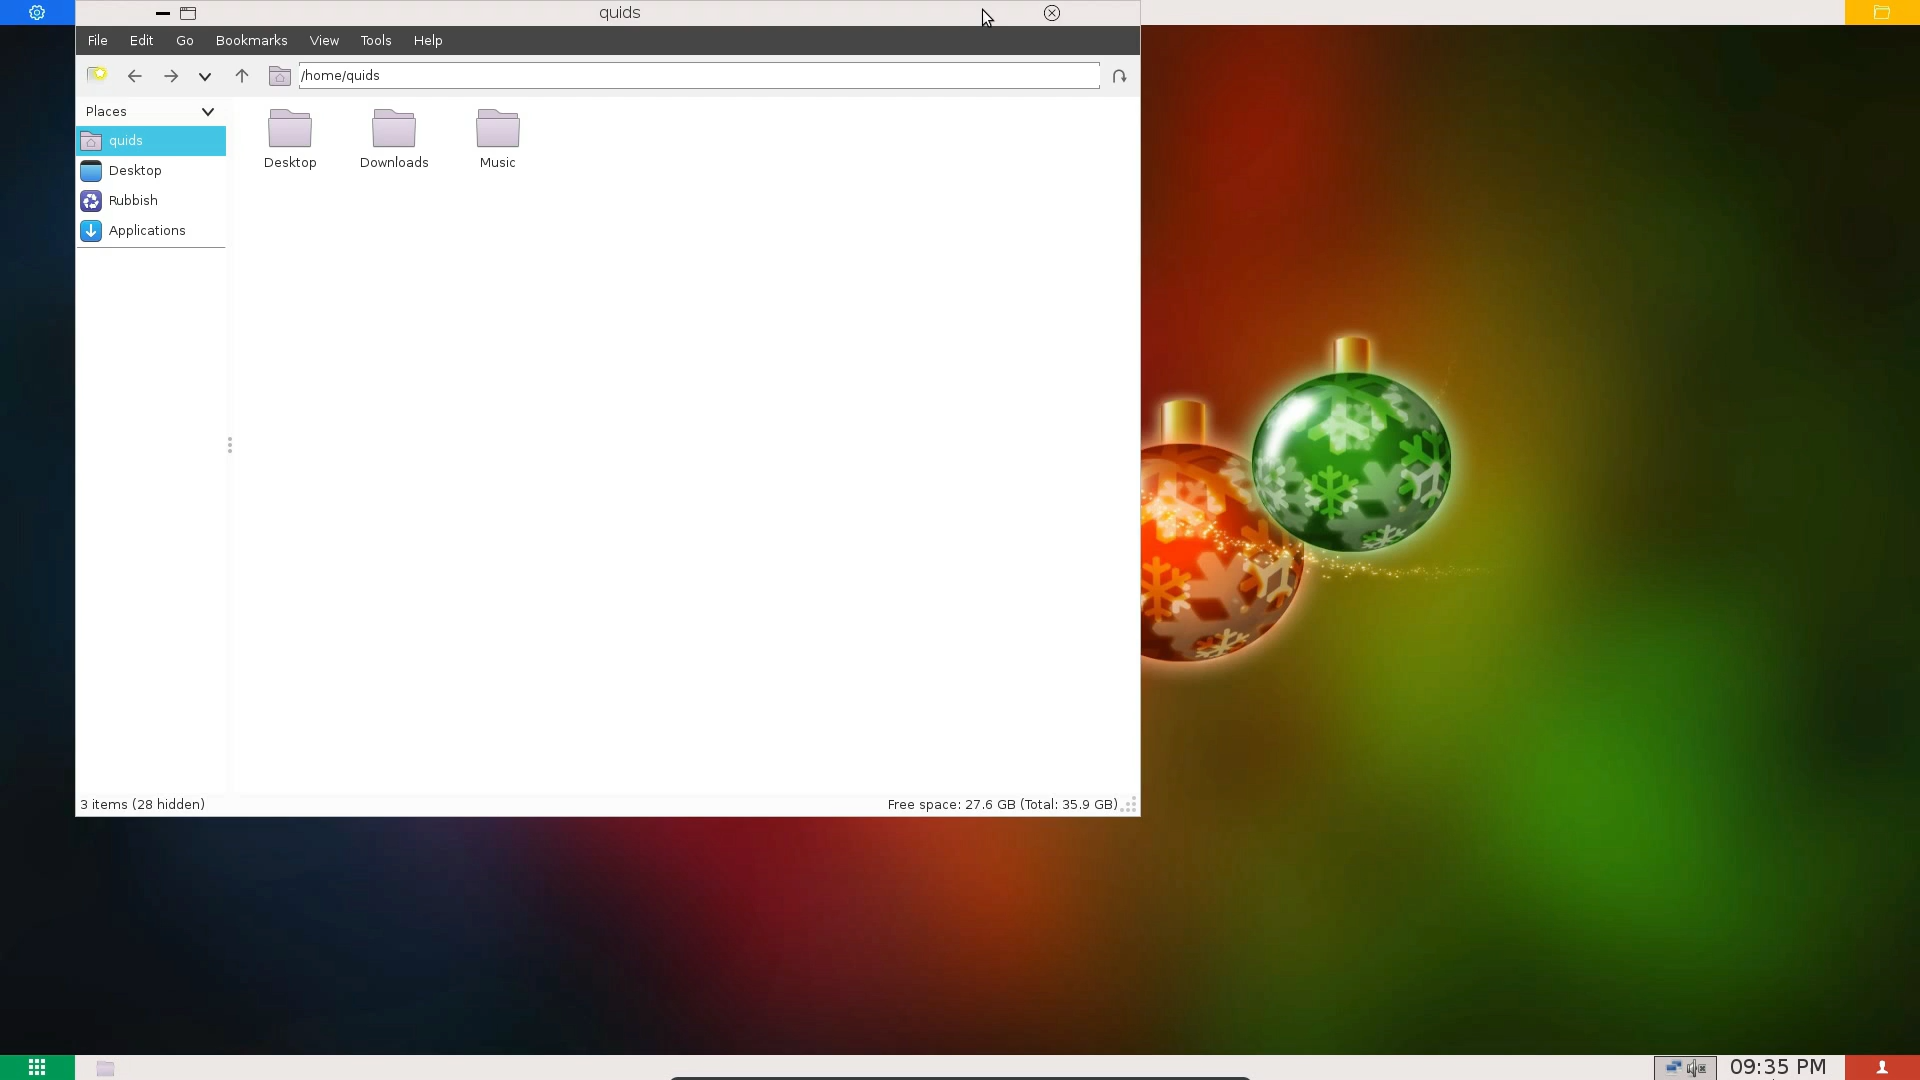 quids
File Edit Go Bookmarks View Tools Help
/home/quids
Places
quids
Desktop
Rubbish
Applications
Desktop Downloads Music
3 items (28 hidden) Free space: 27.6 GB (Total: 35.9 GB)
09:35 PM